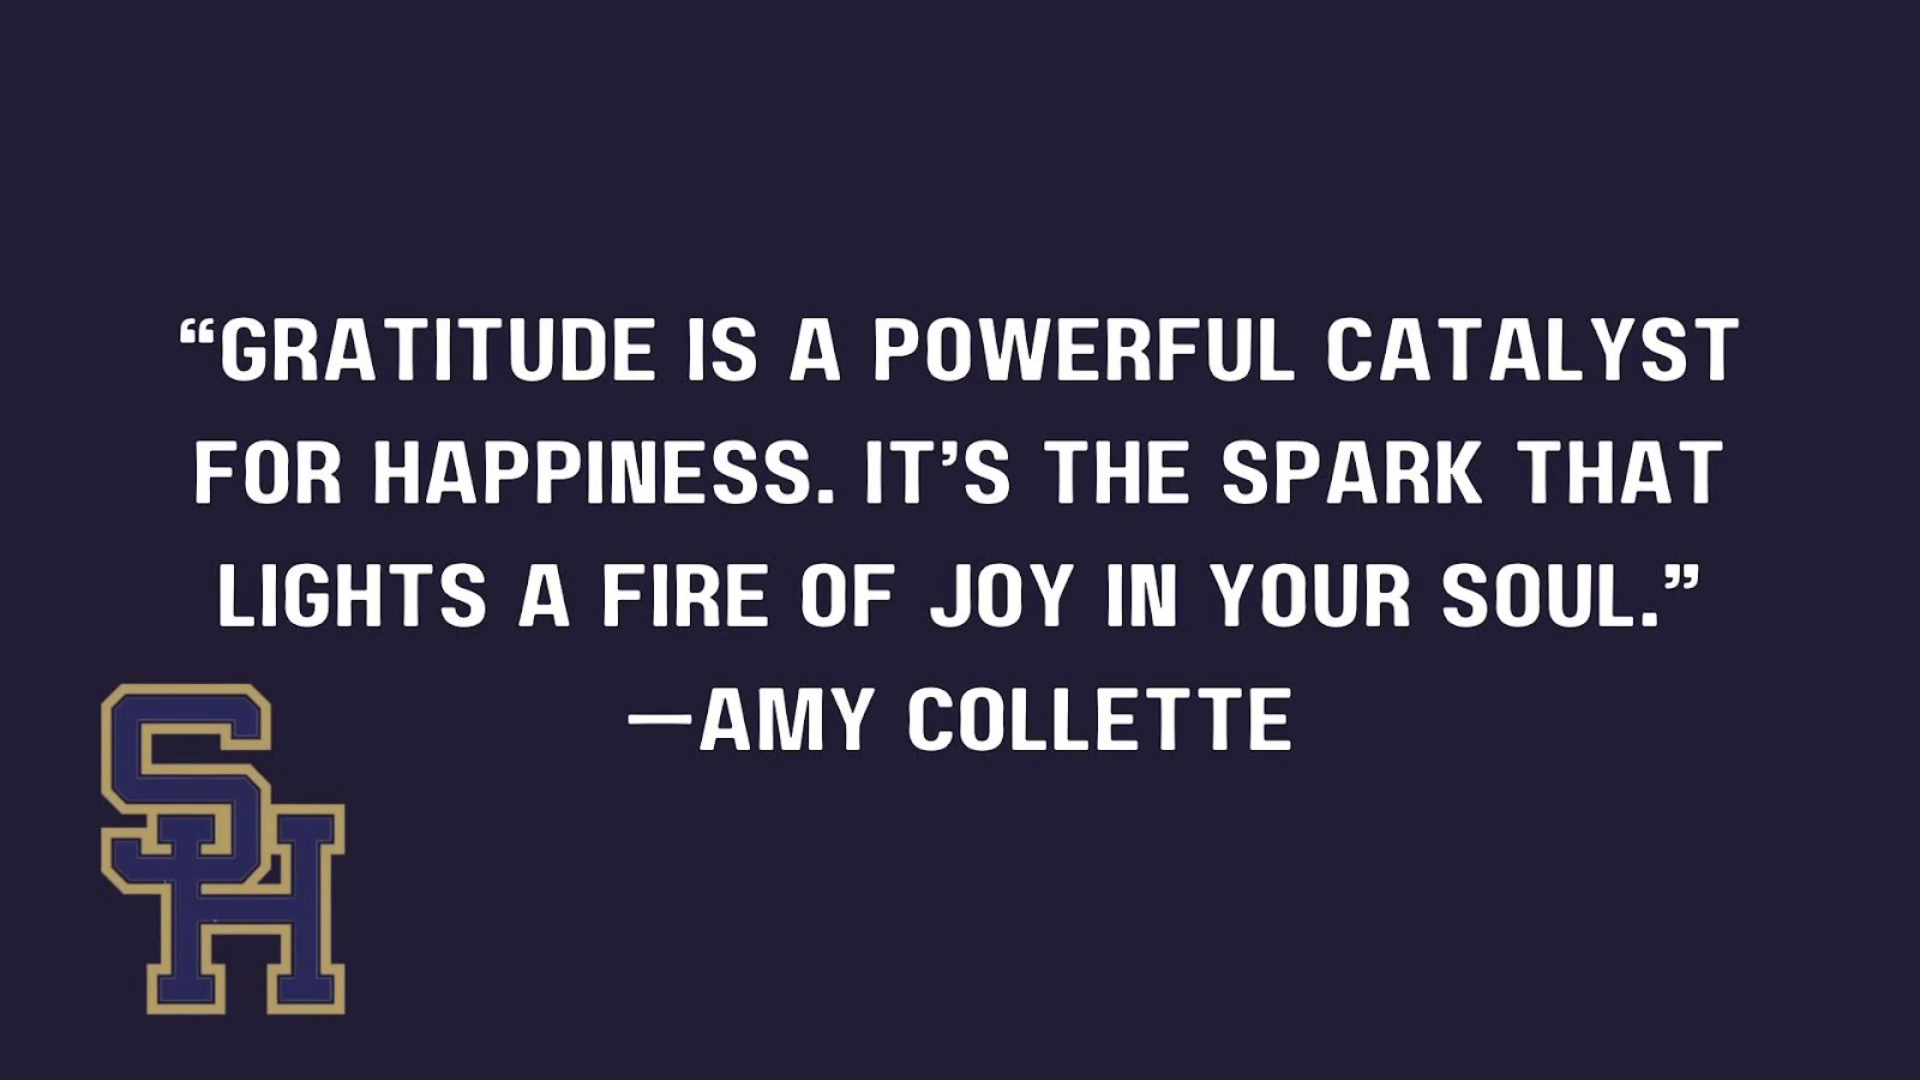 “GRATITUDE IS A POWERFUL CATALYST
FOR HAPPINESS. IT’S THE SPARK THAT
LIGHTS A FIRE OF JOY IN YOUR SOUL.”
—AMY COLLETTE
SH